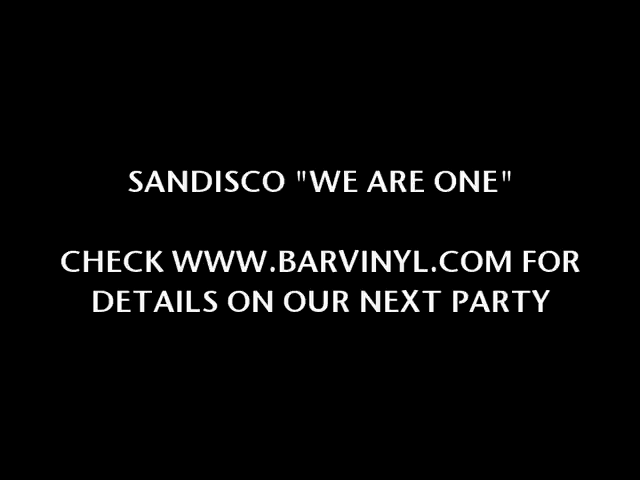 SANDISCO "WE ARE ONE"
CHECK WWW.BARVINYL.COM FOR
DETAILS ON OUR NEXT PARTY